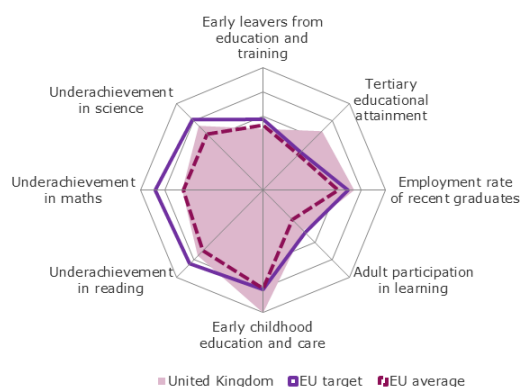 Early leavers from
education and
training
Underachievement
in science
Tertiary
educational
attainment
Underachievement
in maths
Employment rate
of recent graduates
Underachievement
in reading
Adult participation
in learning
Early childhood
education and care
United Kingdom EU target EU average